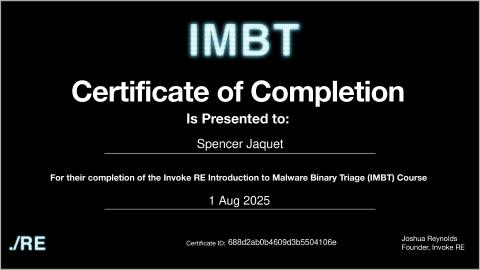 IMBT
Certificate of Completion
Is Presented to:
Spencer Jaquet
For their completion of the Invoke RE Introduction to Malware Binary Triage (IMBT) Course
1 Aug 2025
./RE
Certificate ID: 688d2ab0b4609d3b5504106e
Joshua Reynolds
Founder, Invoke RE